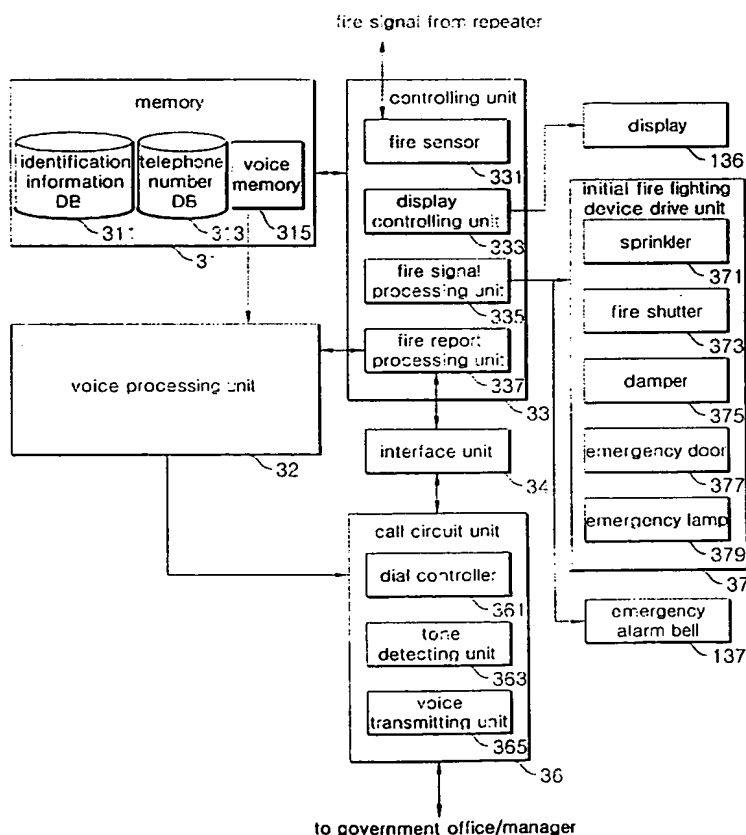 fire signal from repeater
memory
identification
information
DB
311
telephone
number
DB
313
voice
memory
315
31
controlling unit
fire sensor
331
display
controlling unit
333
fire signal
processing unit
335
fire report
processing unit
337
33
display
136
initial fire fighting
device drive unit
sprinkler
371
fire shutter
373
damper
375
emergency door
377
emergency lamp
379
37
voice processing unit
32
interface unit
34
call circuit unit
dial controller
361
tone
detecting unit
363
voice
transmitting unit
365
36
emergency
alarm bell
137
to government office/manager